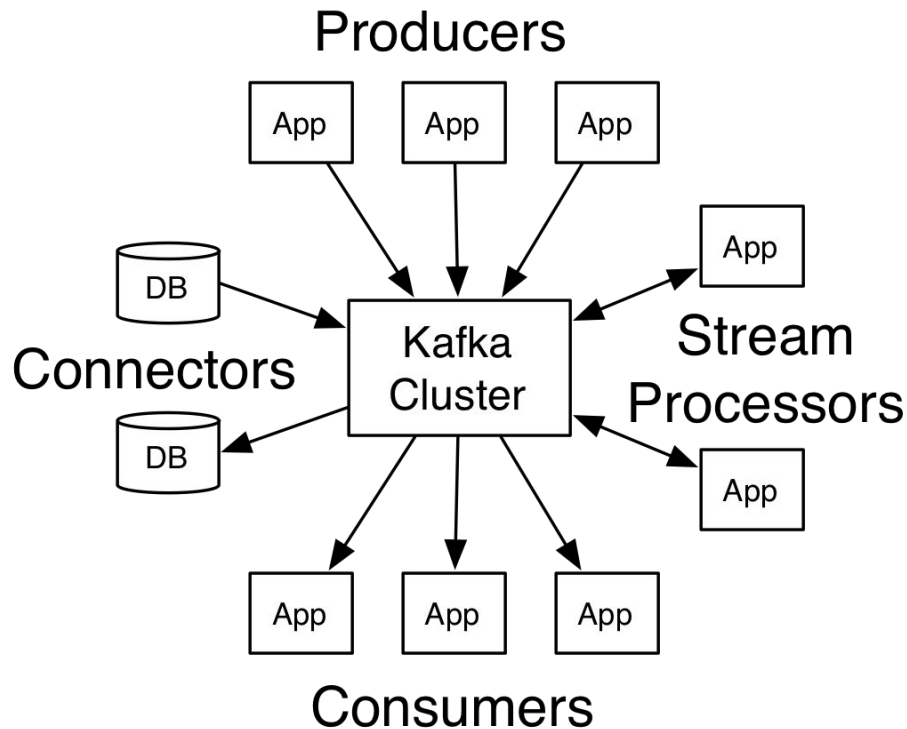 Producers
App
App
App
App
DB
Kafka
Cluster
Stream
Processors
Connectors
DB
App
App
App
App
Consumers